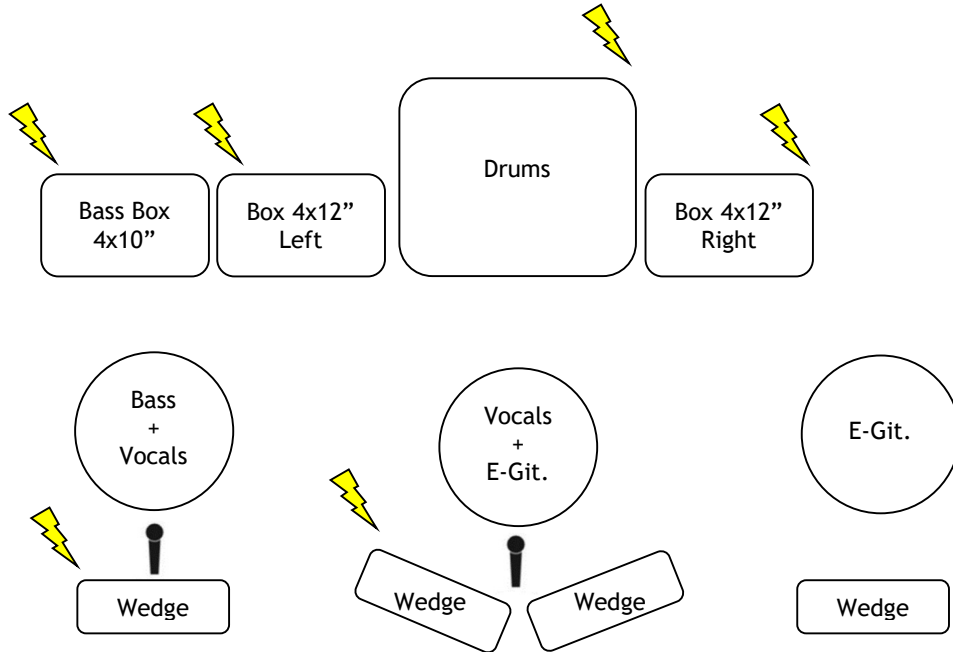 Drums
Bass Box
4x10”
Box 4x12”
Left
Box 4x12”
Right
Bass
+
Vocals
Vocals
+
E-Git.
E-Git.
Wedge
Wedge
Wedge
Wedge